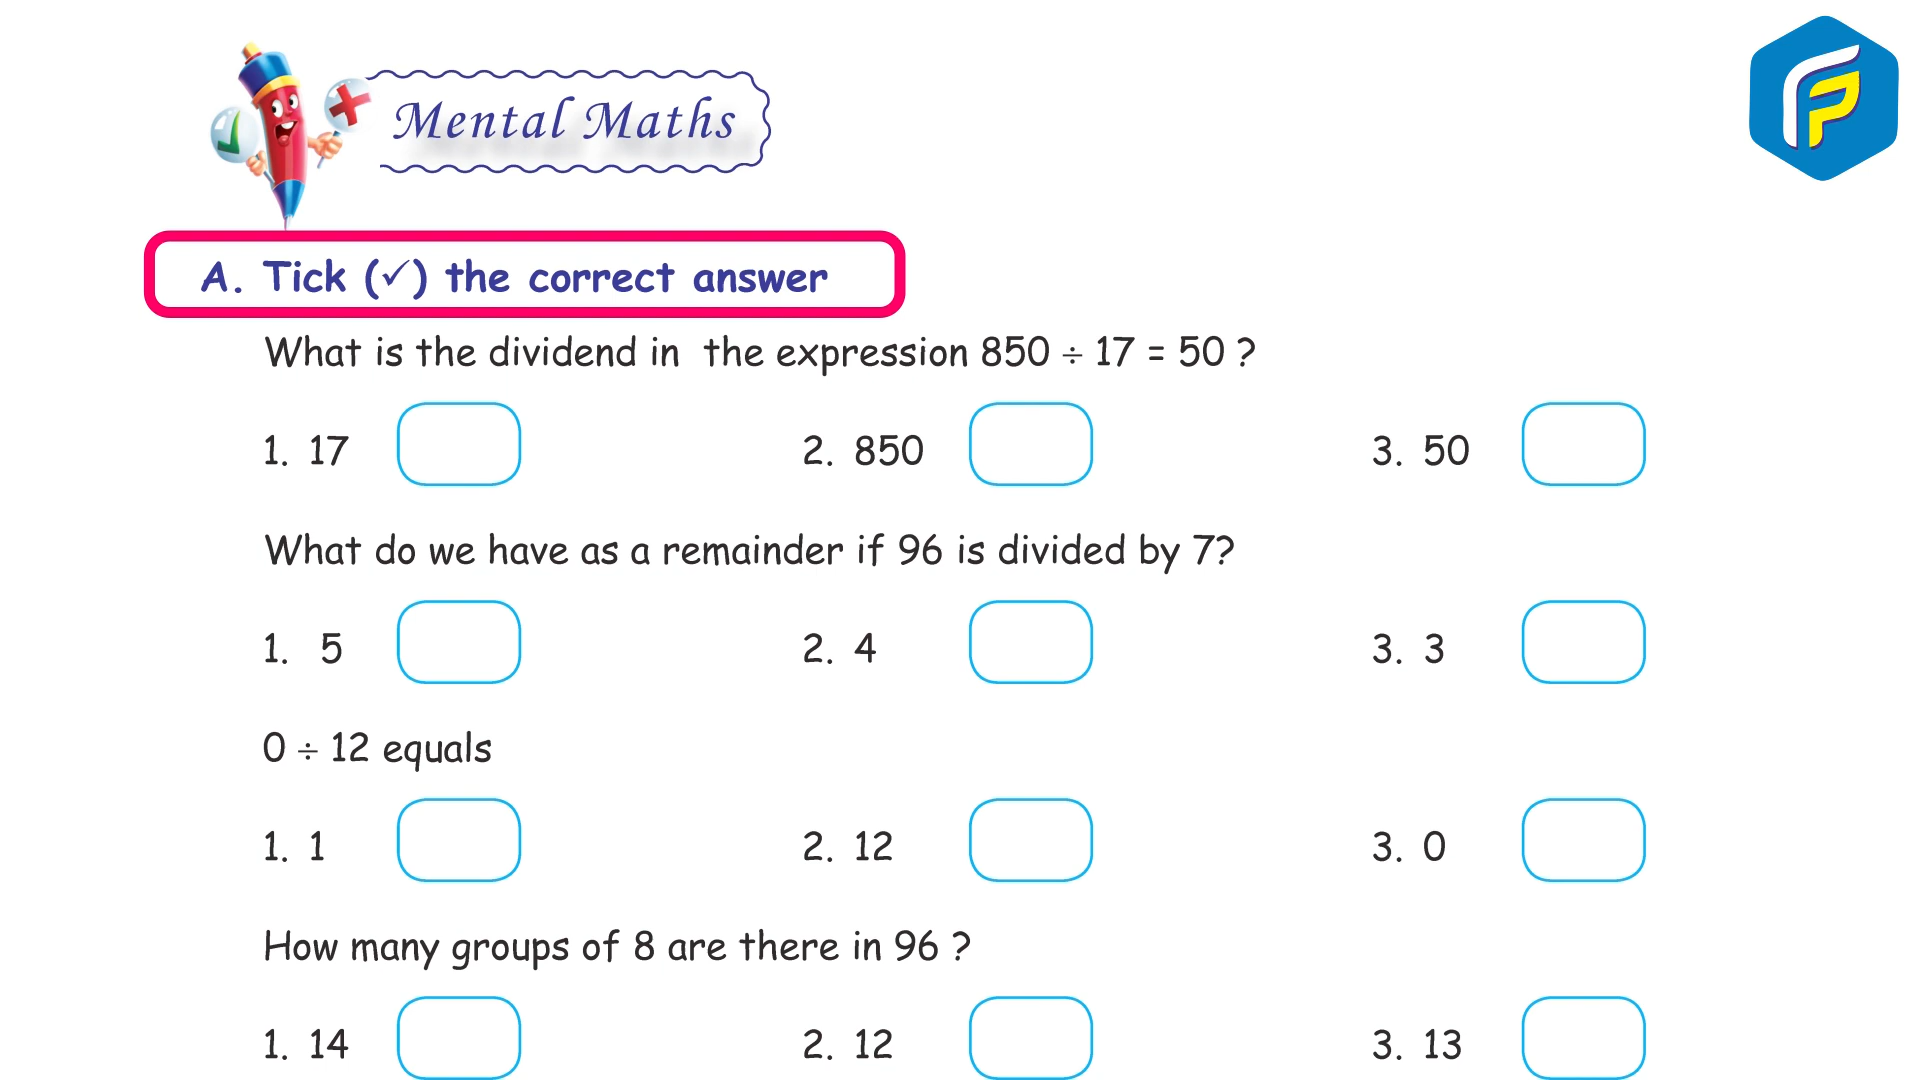 Mental Maths
A. Tick (✓) the correct answer
What is the dividend in the expression 850 ÷ 17 = 50 ?
1. 17 2. 850 3. 50
What do we have as a remainder if 96 is divided by 7?
1. 5 2. 4 3. 3
0 ÷ 12 equals
1. 1 2. 12 3. 0
How many groups of 8 are there in 96 ?
1. 14 2. 12 3. 13